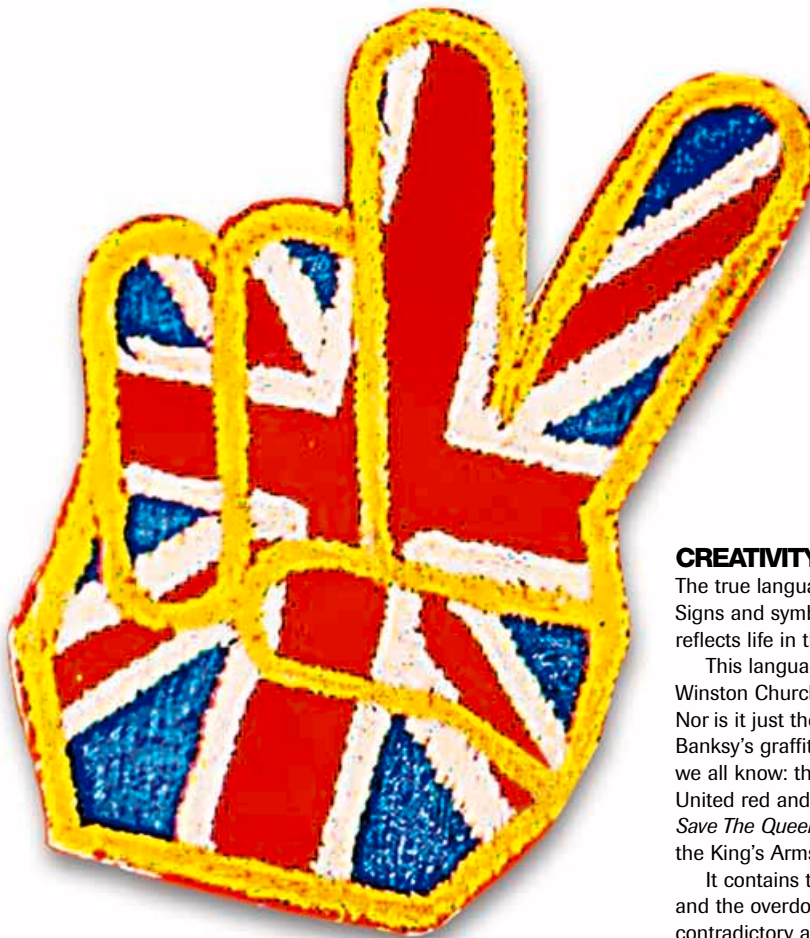 CREATIVITY
The true langua
Signs and symb
reflects life in t
This langua
Winston Church
Nor is it just the
Banksy's graffit
we all know: th
United red and
Save The Queen
the King's Arms
It contains t
and the overdo
contradictory a